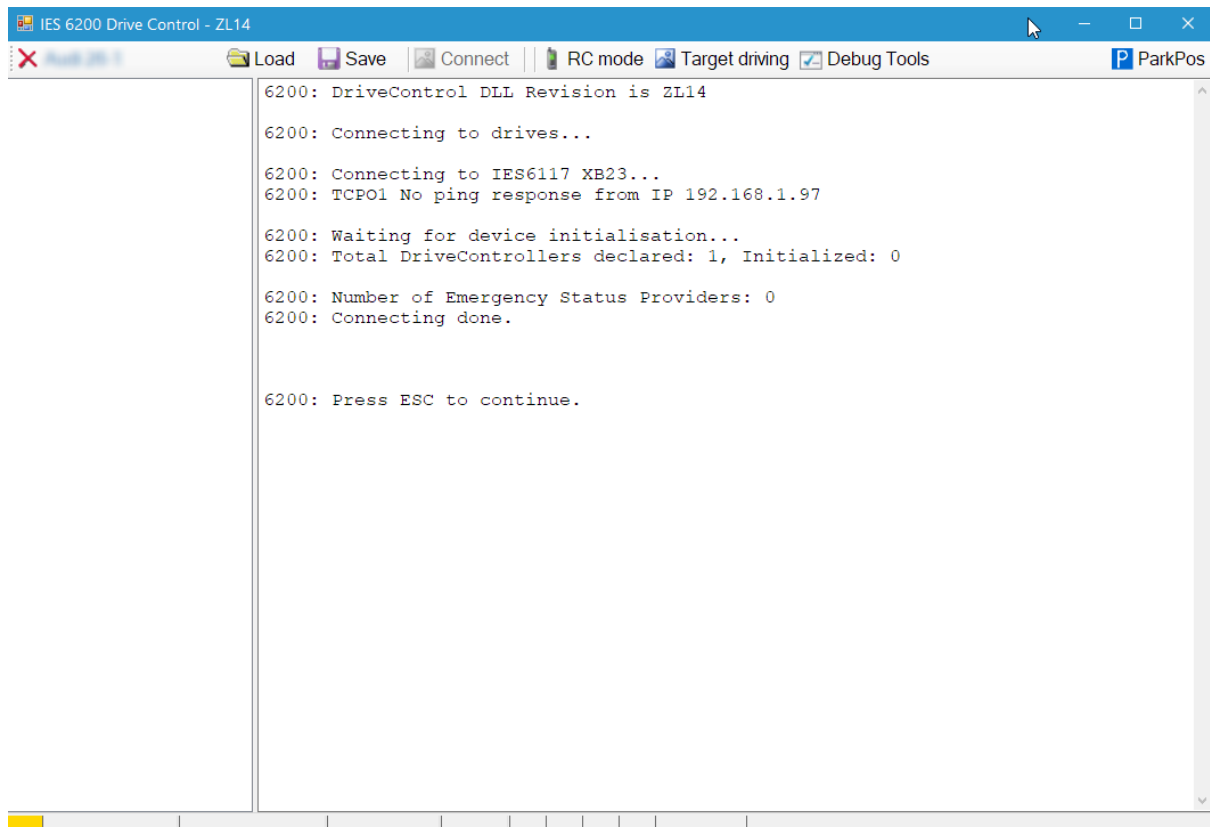 IES 6200 Drive Control - ZL14
Load Save Connect RC mode Target driving Debug Tools P ParkPos
6200: DriveControl DLL Revision is ZL14
6200: Connecting to drives...
6200: Connecting to IES6117 XB23...
6200: TCPO1 No ping response from IP 192.168.1.97
6200: Waiting for device initialisation...
6200: Total DriveControllers declared: 1, Initialized: 0
6200: Number of Emergency Status Providers: 0
6200: Connecting done.
6200: Press ESC to continue.